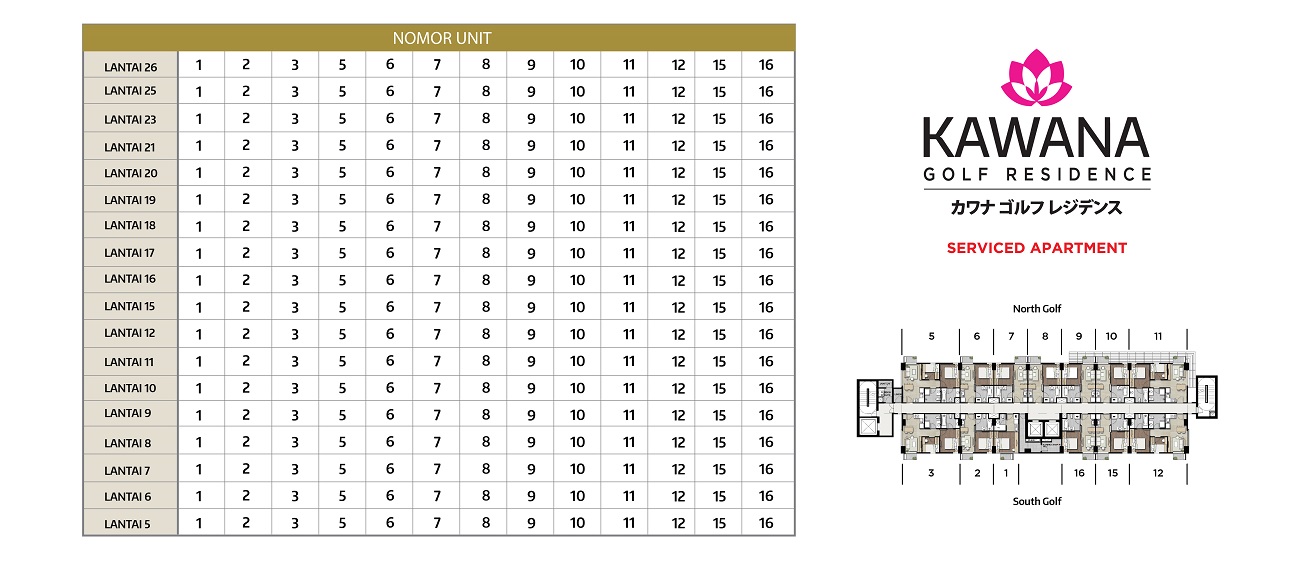 NOMOR UNIT
LANTAI 26 1 2 3 5 6 7 8 9 10 11 12 15 16
LANTAI 25 1 2 3 5 6 7 8 9 10 11 12 15 16
LANTAI 23 1 2 3 5 6 7 8 9 10 11 12 15 16
LANTAI 21 1 2 3 5 6 7 8 9 10 11 12 15 16
LANTAI 20 1 2 3 5 6 7 8 9 10 11 12 15 16
LANTAI 19 1 2 3 5 6 7 8 9 10 11 12 15 16
LANTAI 18 1 2 3 5 6 7 8 9 10 11 12 15 16
LANTAI 17 1 2 3 5 6 7 8 9 10 11 12 15 16
LANTAI 16 1 2 3 5 6 7 8 9 10 11 12 15 16
LANTAI 15 1 2 3 5 6 7 8 9 10 11 12 15 16
LANTAI 12 1 2 3 5 6 7 8 9 10 11 12 15 16
LANTAI 11 1 2 3 5 6 7 8 9 10 11 12 15 16
LANTAI 10 1 2 3 5 6 7 8 9 10 11 12 15 16
LANTAI 9 1 2 3 5 6 7 8 9 10 11 12 15 16
LANTAI 8 1 2 3 5 6 7 8 9 10 11 12 15 16
LANTAI 7 1 2 3 5 6 7 8 9 10 11 12 15 16
LANTAI 6 1 2 3 5 6 7 8 9 10 11 12 15 16
LANTAI 5 1 2 3 5 6 7 8 9 10 11 12 15 16
KAWANA
GOLF RESIDENCE
カワナ ゴルフ レジデンス
SERVICED APARTMENT
North Golf
5 6 7 8 9 10 11
3 2 1 16 15 12
South Golf